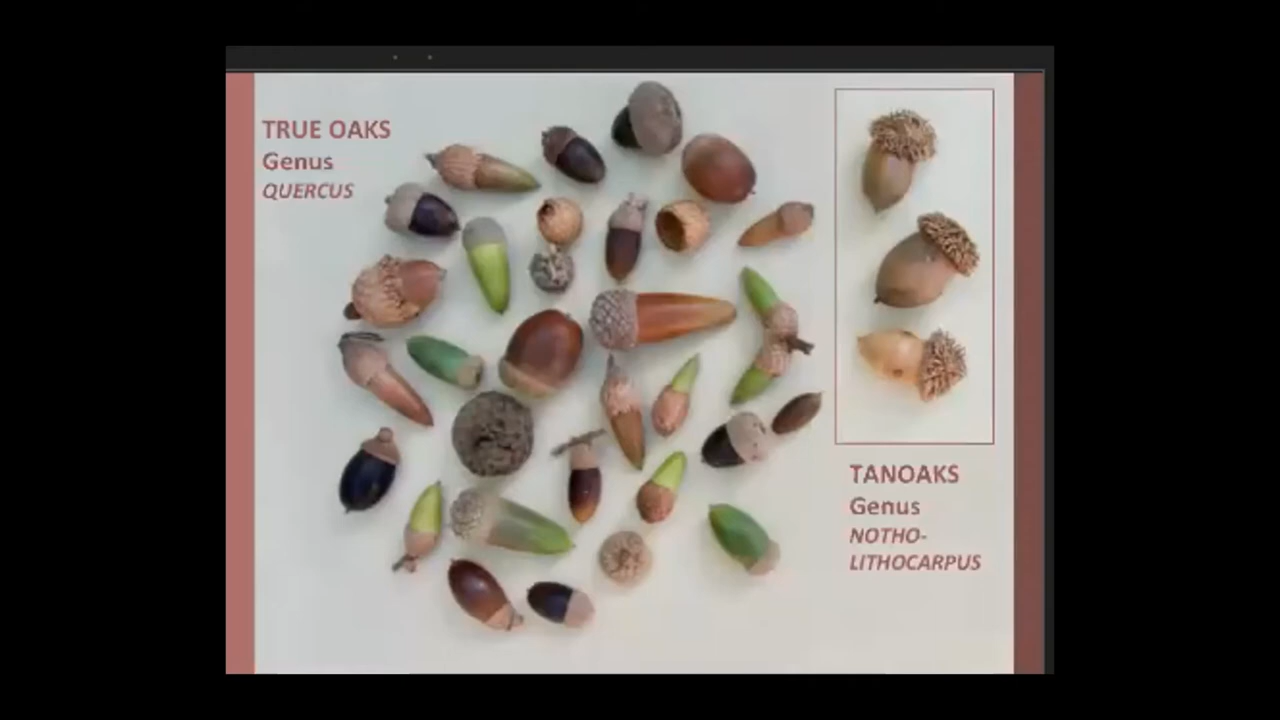 TRUE OAKS
Genus
QUERCUS
TANOAKS
Genus
NOTHO-
LITHOCARPUS